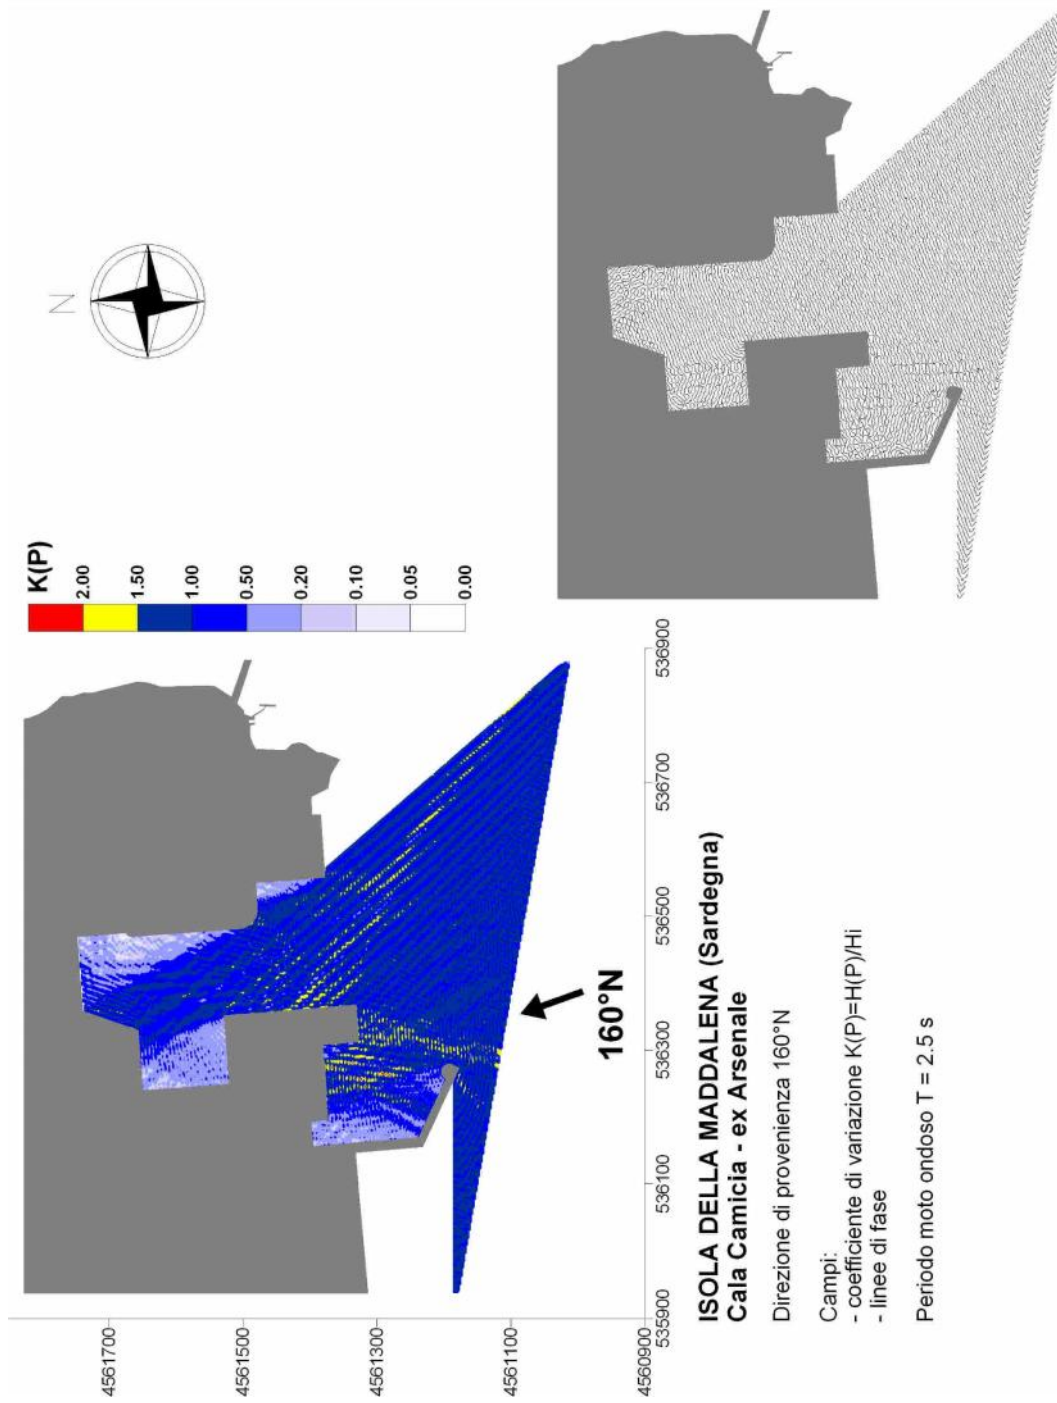 N
K(P)
2.00
1.50
1.00
0.50
0.20
0.10
0.05
0.00
4561700
4561500
4561300
4561100
4560900
535900
536100
536300
536500
536700
536900
160°N
ISOLA DELLA MADDALENA (Sardegna)
Cala Camicia - ex Arsenale
Direzione di provenienza 160°N
Campi:
- coefficiente di variazione K(P)=H(P)/Hi
- linee di fase
Periodo moto ondoso T = 2.5 s